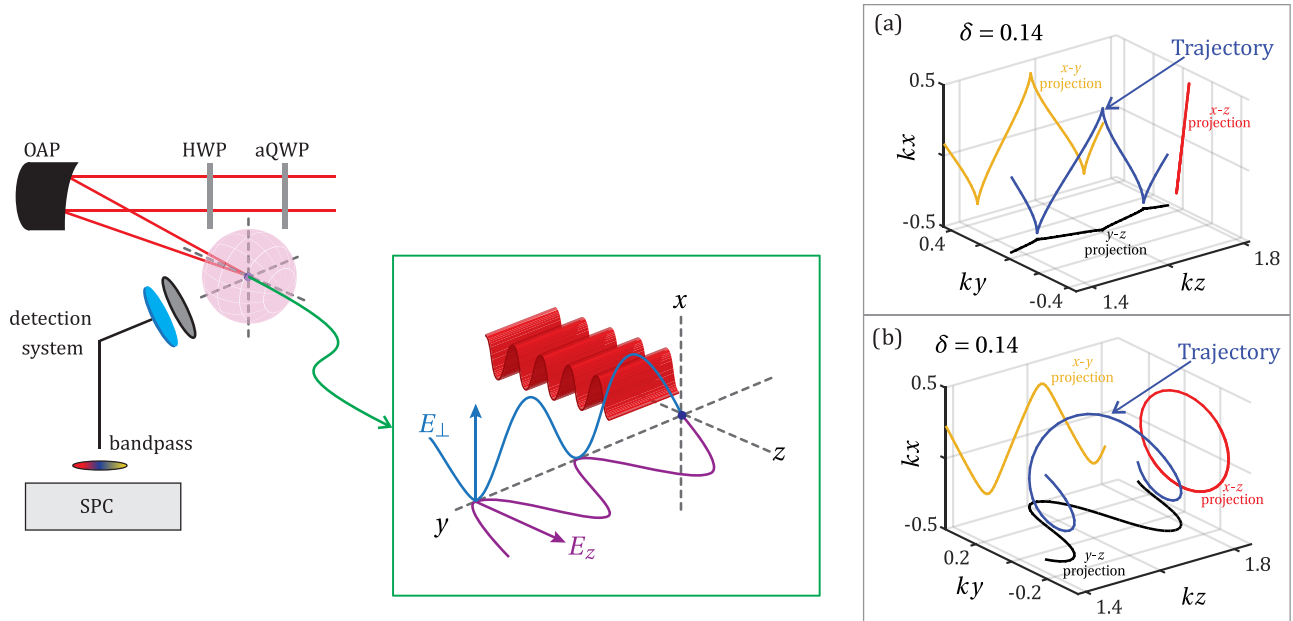 OAP
HWP
aQWP
detection
system
bandpass
SPC
x
E⊥
z
y
E_z
(a)
δ = 0.14
Trajectory
x-y
projection
x-z
projection
y-z
projection
0.5
kx
-0.5
0.4
ky
-0.4
1.4
kz
1.8
(b)
δ = 0.14
Trajectory
x-y
projection
x-z
projection
y-z
projection
0.5
kx
-0.5
0.2
ky
-0.2
1.4
kz
1.8